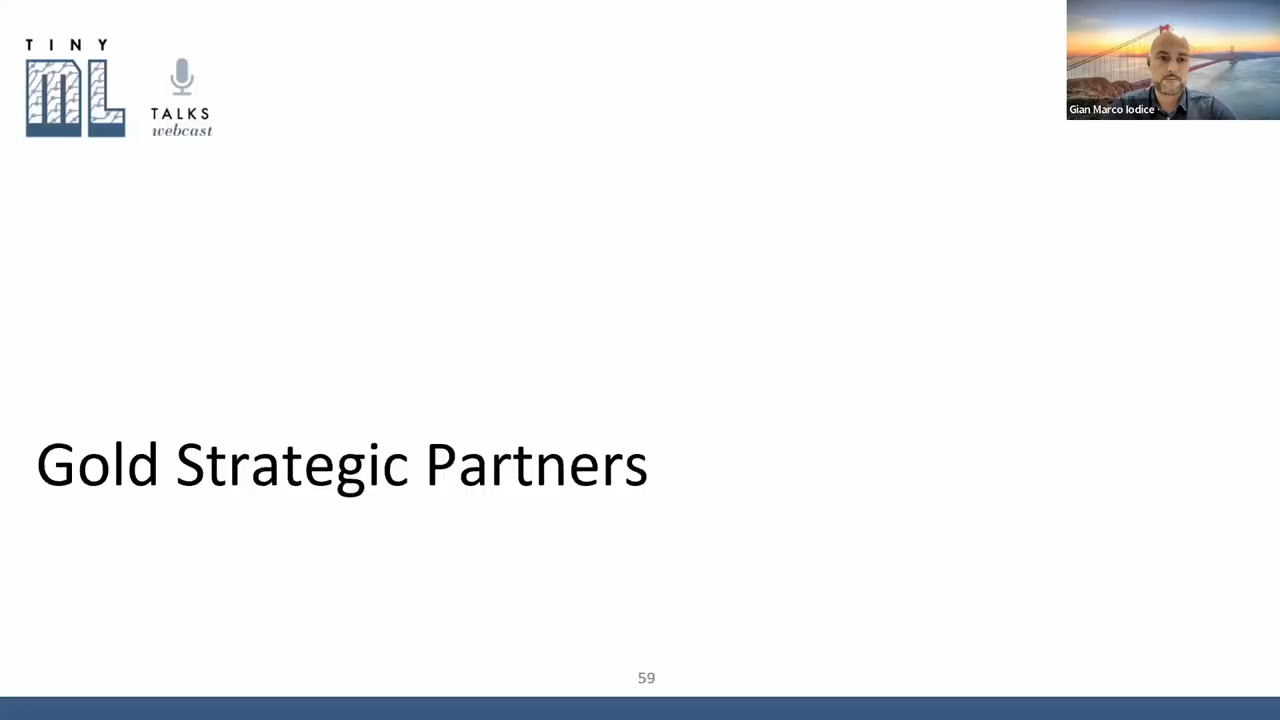 TINY
ML
TALKS
webcast
Gian Marco Iodice
Gold Strategic Partners
59